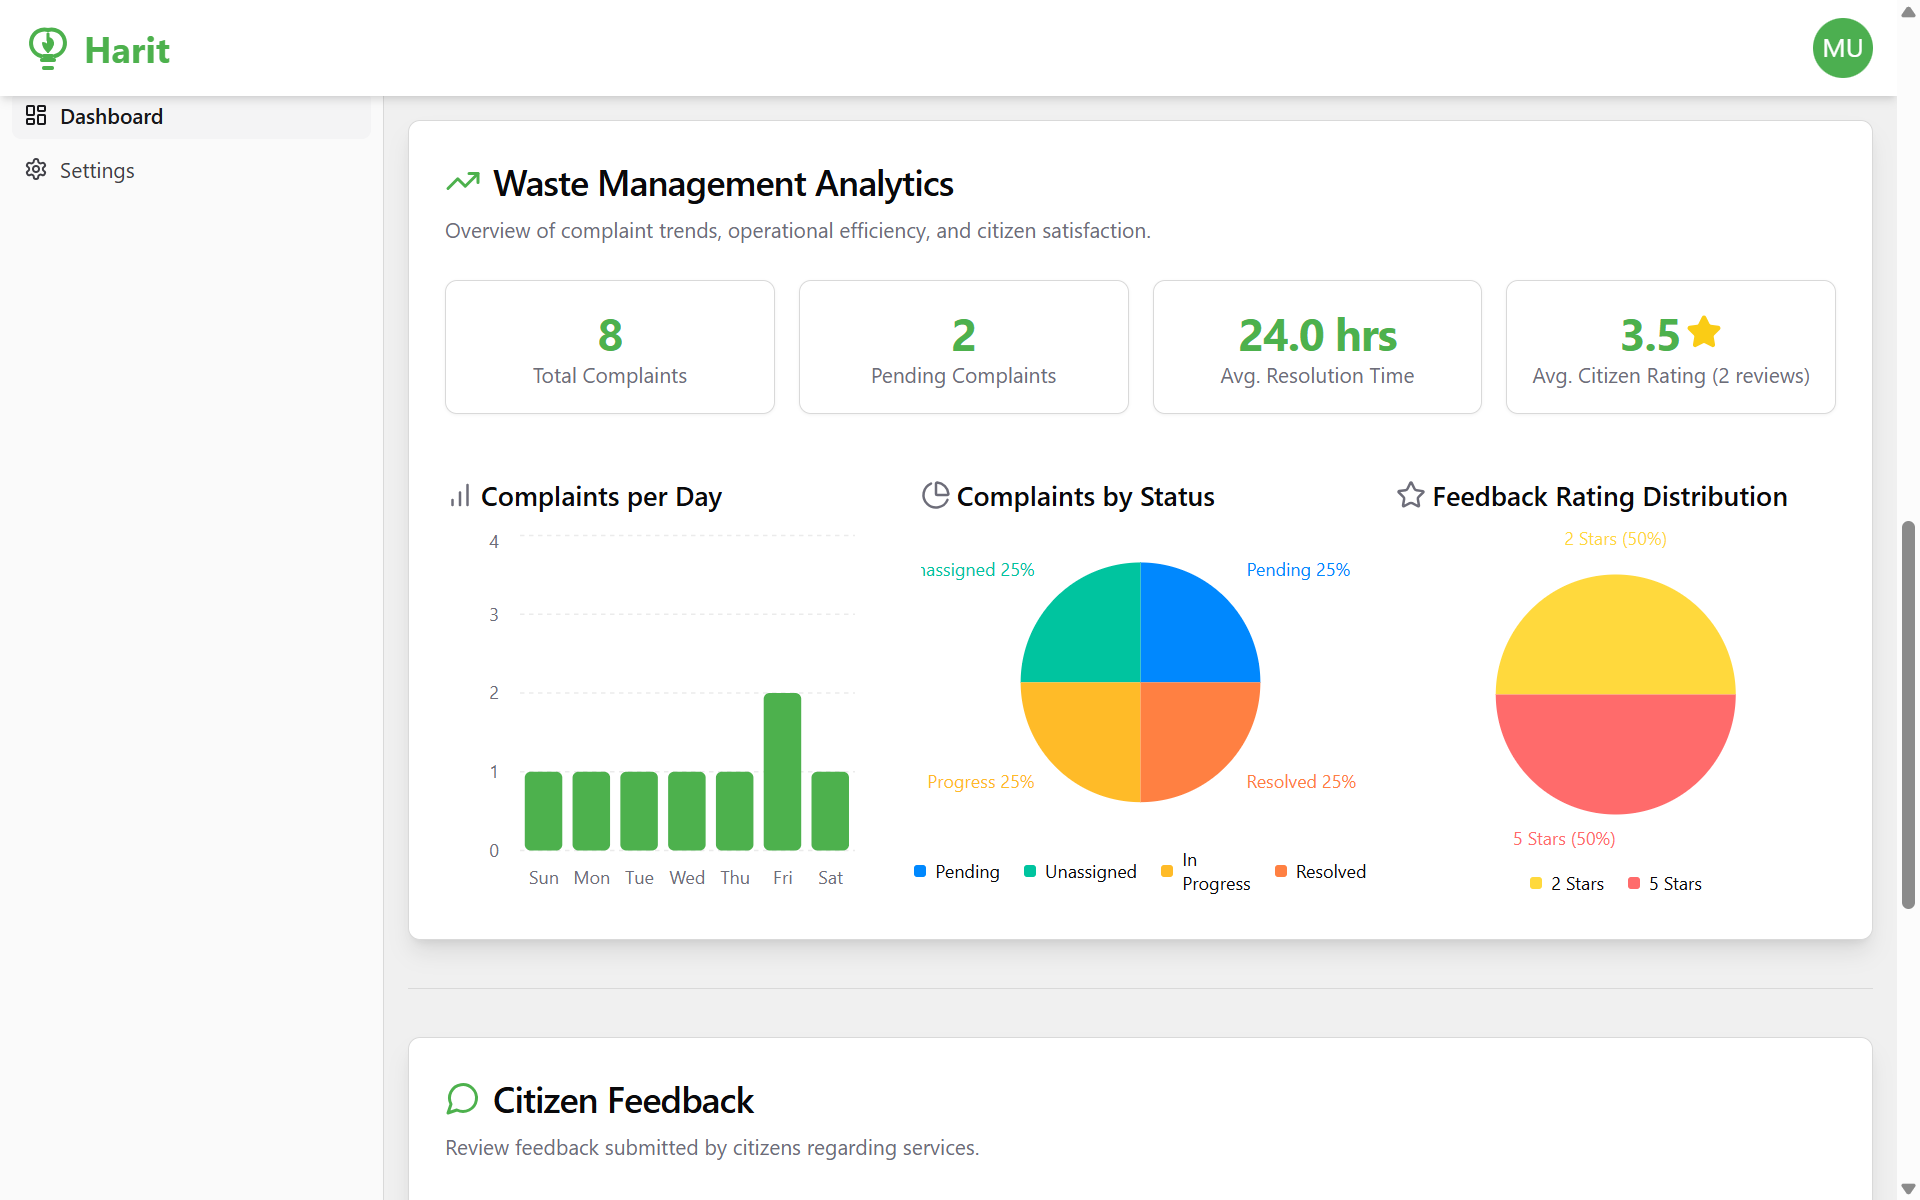 Harit
MU
Dashboard
Settings
Waste Management Analytics
Overview of complaint trends, operational efficiency, and citizen satisfaction.
8
Total Complaints
2
Pending Complaints
24.0 hrs
Avg. Resolution Time
3.5
Avg. Citizen Rating (2 reviews)
Complaints per Day
4
3
2
1
0
Sun Mon Tue Wed Thu Fri Sat
Complaints by Status
nassigned 25%
Pending 25%
Progress 25%
Resolved 25%
Pending
Unassigned
In
Progress
Resolved
Feedback Rating Distribution
2 Stars (50%)
5 Stars (50%)
2 Stars
5 Stars
Citizen Feedback
Review feedback submitted by citizens regarding services.